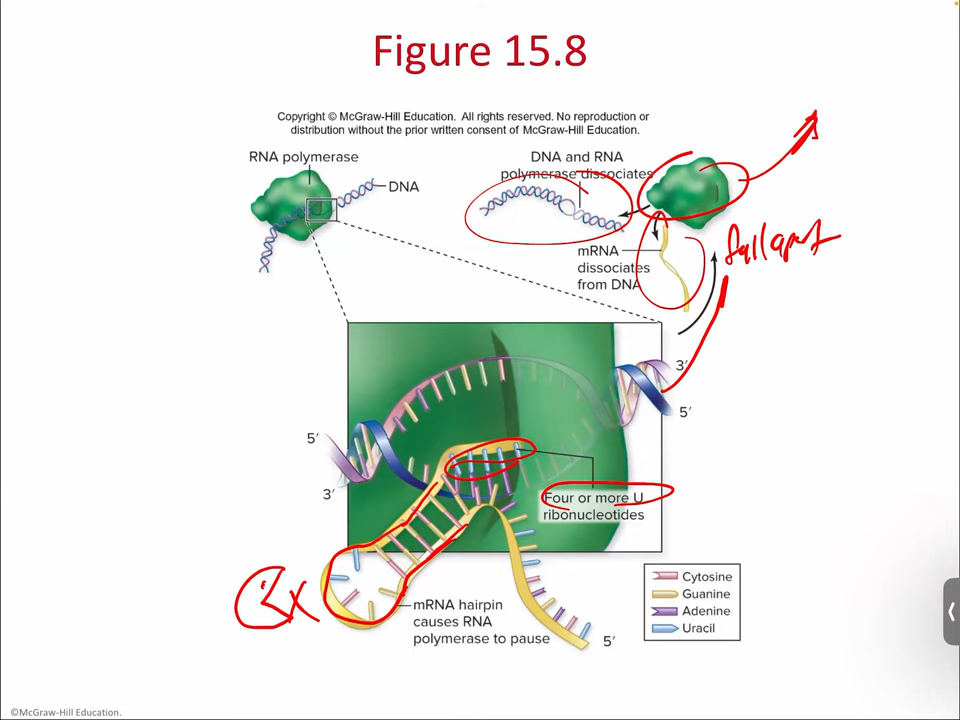 Figure 15.8
Copyright © McGraw-Hill Education. All rights reserved. No reproduction or
distribution without the prior written consent of McGraw-Hill Education.
RNA polymerase
DNA
DNA and RNA
polymerase dissociates
mRNA
dissociates
from DNA
fall apart
3′
5′
5′
3′
Four or more U
ribonucleotides
mRNA hairpin
causes RNA
polymerase to pause
5′
Cytosine
Guanine
Adenine
Uracil
©McGraw-Hill Education.